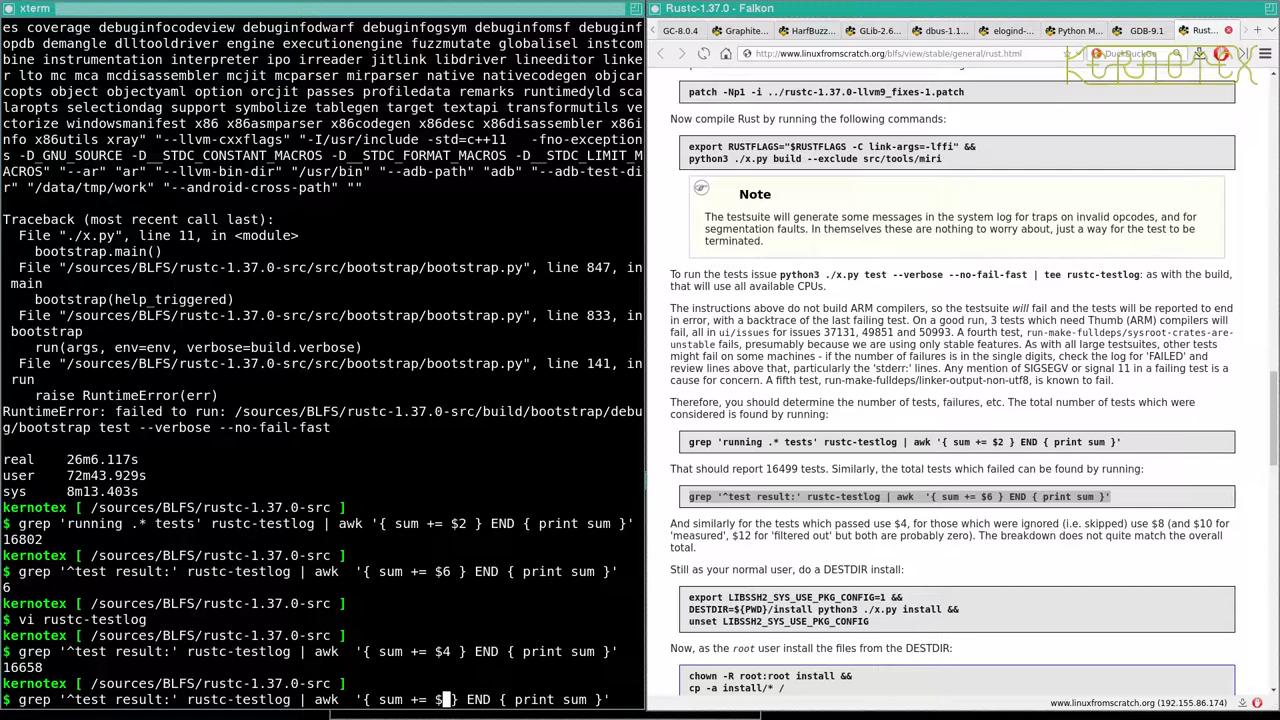 xterm
es coverage debuginfocodeview debuginfodwarf debuginfogsym debuginfomsf debuginf
opdb demangle dlltooldriver engine executionengine fuzzmutate globalisel instcom
bine instrumentation interpreter ipo irreader jitlink libdriver lineeditor linke
r lto mc mca mcdisassembler mcjit mcparser mirparser native nativecodegen objcar
copts object objectyaml option orcjit passes profiledata remarks runtimedyld sca
laropts selectiondag support symbolize tablegen target textapi transformutils ve
ctorize windowsmanifest x86 x86asmparser x86codegen x86desc x86disassembler x86i
nfo x86utils xray" "--llvm-cxxflags" "-I/usr/include -std=c++11   -fno-exception
s -D_GNU_SOURCE -D__STDC_CONSTANT_MACROS -D__STDC_FORMAT_MACROS -D__STDC_LIMIT_M
ACROS" "--ar" "ar" "--llvm-bin-dir" "/usr/bin" "--adb-path" "adb" "--adb-test-di
r" "/data/tmp/work" "--android-cross-path" ""
Traceback (most recent call last):
File "./x.py", line 11, in <module>
bootstrap.main()
File "/sources/BLFS/rustc-1.37.0-src/src/bootstrap/bootstrap.py", line 847, in
main
bootstrap(help_triggered)
File "/sources/BLFS/rustc-1.37.0-src/src/bootstrap/bootstrap.py", line 833, in
bootstrap
run(args, env=env, verbose=build.verbose)
File "/sources/BLFS/rustc-1.37.0-src/src/bootstrap/bootstrap.py", line 141, in
run
raise RuntimeError(err)
RuntimeError: failed to run: /sources/BLFS/rustc-1.37.0-src/build/bootstrap/debu
g/bootstrap test --verbose --no-fail-fast
real    26m6.117s
user    72m43.929s
sys     8m13.403s
kernotex [ /sources/BLFS/rustc-1.37.0-src ]
$ grep 'running .* tests' rustc-testlog | awk '{ sum += $2 } END { print sum }'
16802
kernotex [ /sources/BLFS/rustc-1.37.0-src ]
$ grep '^test result:' rustc-testlog | awk  '{ sum += $6 } END { print sum }'
6
kernotex [ /sources/BLFS/rustc-1.37.0-src ]
$ vi rustc-testlog
kernotex [ /sources/BLFS/rustc-1.37.0-src ]
$ grep '^test result:' rustc-testlog | awk  '{ sum += $4 } END { print sum }'
16658
kernotex [ /sources/BLFS/rustc-1.37.0-src ]
$ grep '^test result:' rustc-testlog | awk  '{ sum += $ } END { print sum }'
Rustc-1.37.0 - Falkon
GC-8.0.4 Graphite... HarfBuzz... GLib-2.6... dbus-1.1... elogind-... Python M... GDB-9.1 Rust...
http://www.linuxfromscratch.org/blfs/view/stable/general/rust.html
KERNOTEX
patch -Np1 -i ../rustc-1.37.0-llvm9_fixes-1.patch
Now compile Rust by running the following commands:
export RUSTFLAGS="$RUSTFLAGS -C link-args=-lffi" &&
python3 ./x.py build --exclude src/tools/miri
Note
The testsuite will generate some messages in the system log for traps on invalid opcodes, and for
segmentation faults. In themselves these are nothing to worry about, just a way for the test to be
terminated.
To run the tests issue python3 ./x.py test --verbose --no-fail-fast | tee rustc-testlog: as with the build,
that will use all available CPUs.
The instructions above do not build ARM compilers, so the testsuite will fail and the tests will be reported to end
in error, with a backtrace of the last failing test. On a good run, 3 tests which need Thumb (ARM) compilers will
fail, all in ui/issues for issues 37131, 49851 and 50993. A fourth test, run-make-fulldeps/sysroot-crates-are-
unstable fails, presumably because we are using only stable features. As with all large testsuites, other tests
might fail on some machines - if the number of failures is in the single digits, check the log for 'FAILED' and
review lines above that, particularly the 'stderr:' lines. Any mention of SIGSEGV or signal 11 in a failing test is a
cause for concern. A fifth test, run-make-fulldeps/linker-output-non-utf8, is known to fail.
Therefore, you should determine the number of tests, failures, etc. The total number of tests which were
considered is found by running:
grep 'running .* tests' rustc-testlog | awk '{ sum += $2 } END { print sum }'
That should report 16499 tests. Similarly, the total tests which failed can be found by running:
grep '^test result:' rustc-testlog | awk  '{ sum += $6 } END { print sum }'
And similarly for the tests which passed use $4, for those which were ignored (i.e. skipped) use $8 (and $10 for
'measured', $12 for 'filtered out' but both are probably zero). The breakdown does not quite match the overall
total.
Still as your normal user, do a DESTDIR install:
export LIBSSH2_SYS_USE_PKG_CONFIG=1 &&
DESTDIR=${PWD}/install python3 ./x.py install &&
unset LIBSSH2_SYS_USE_PKG_CONFIG
Now, as the root user install the files from the DESTDIR:
chown -R root:root install &&
cp -a install/* /
www.linuxfromscratch.org (192.155.86.174)